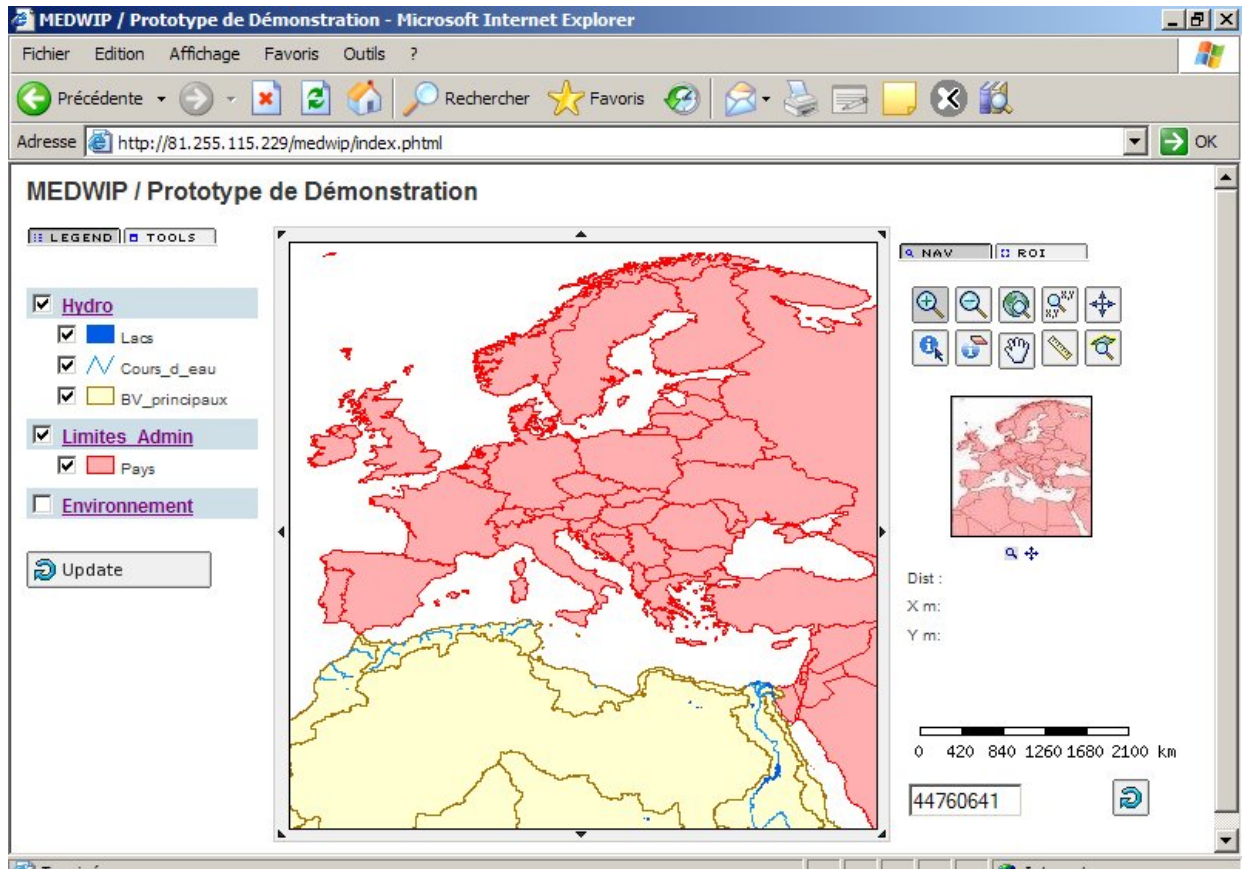 MEDWIP / Prototype de Démonstration - Microsoft Internet Explorer
Fichier Edition Affichage Favoris Outils ?
Précédente Rechercher Favoris
Adresse http://81.255.115.229/medwip/index.phtml OK
MEDWIP / Prototype de Démonstration
LEGEND TOOLS
NAV ROI
Hydro
Lacs
Cours_d_eau
BV_principaux
Limites_Admin
Pays
Environnement
Update
X,Y
X,Y
Dist :
X m:
Y m:
0 420 840 1260 1680 2100 km
44760641